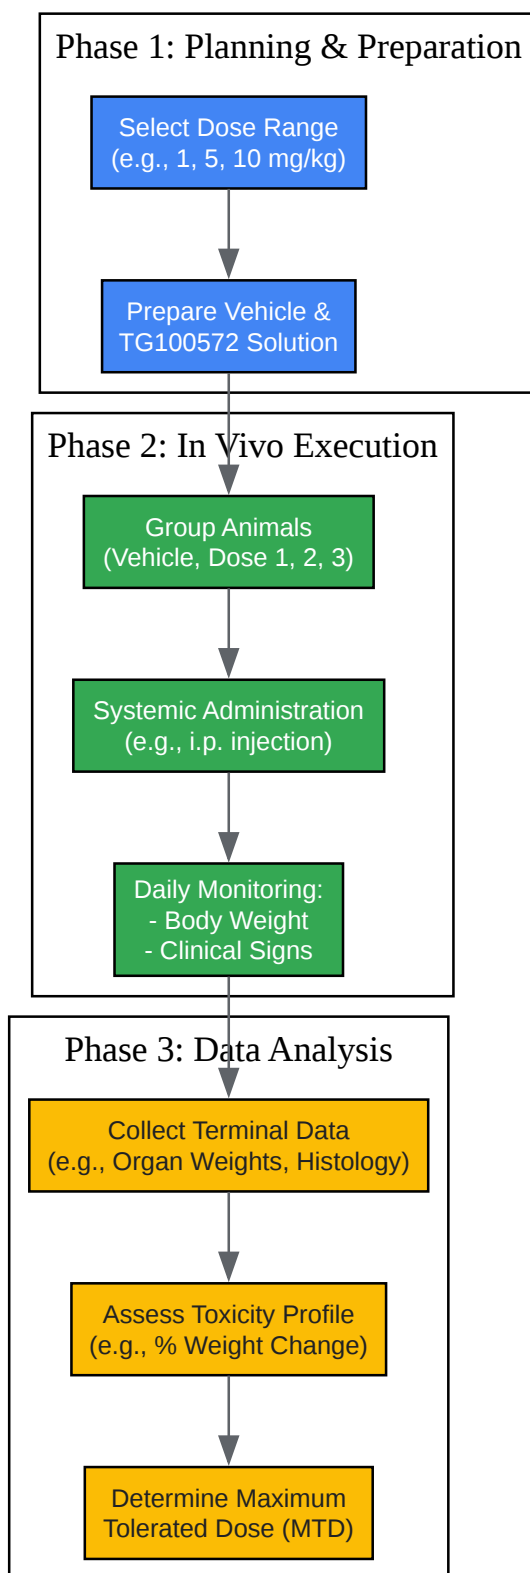 Phase 1: Planning & Preparation
Select Dose Range
(e.g., 1, 5, 10 mg/kg)
Prepare Vehicle &
TG100572 Solution
Phase 2: In Vivo Execution
Group Animals
(Vehicle, Dose 1, 2, 3)
Systemic Administration
(e.g., i.p. injection)
Daily Monitoring:
- Body Weight
- Clinical Signs
Phase 3: Data Analysis
Collect Terminal Data
(e.g., Organ Weights, Histology)
Assess Toxicity Profile
(e.g., % Weight Change)
Determine Maximum
Tolerated Dose (MTD)